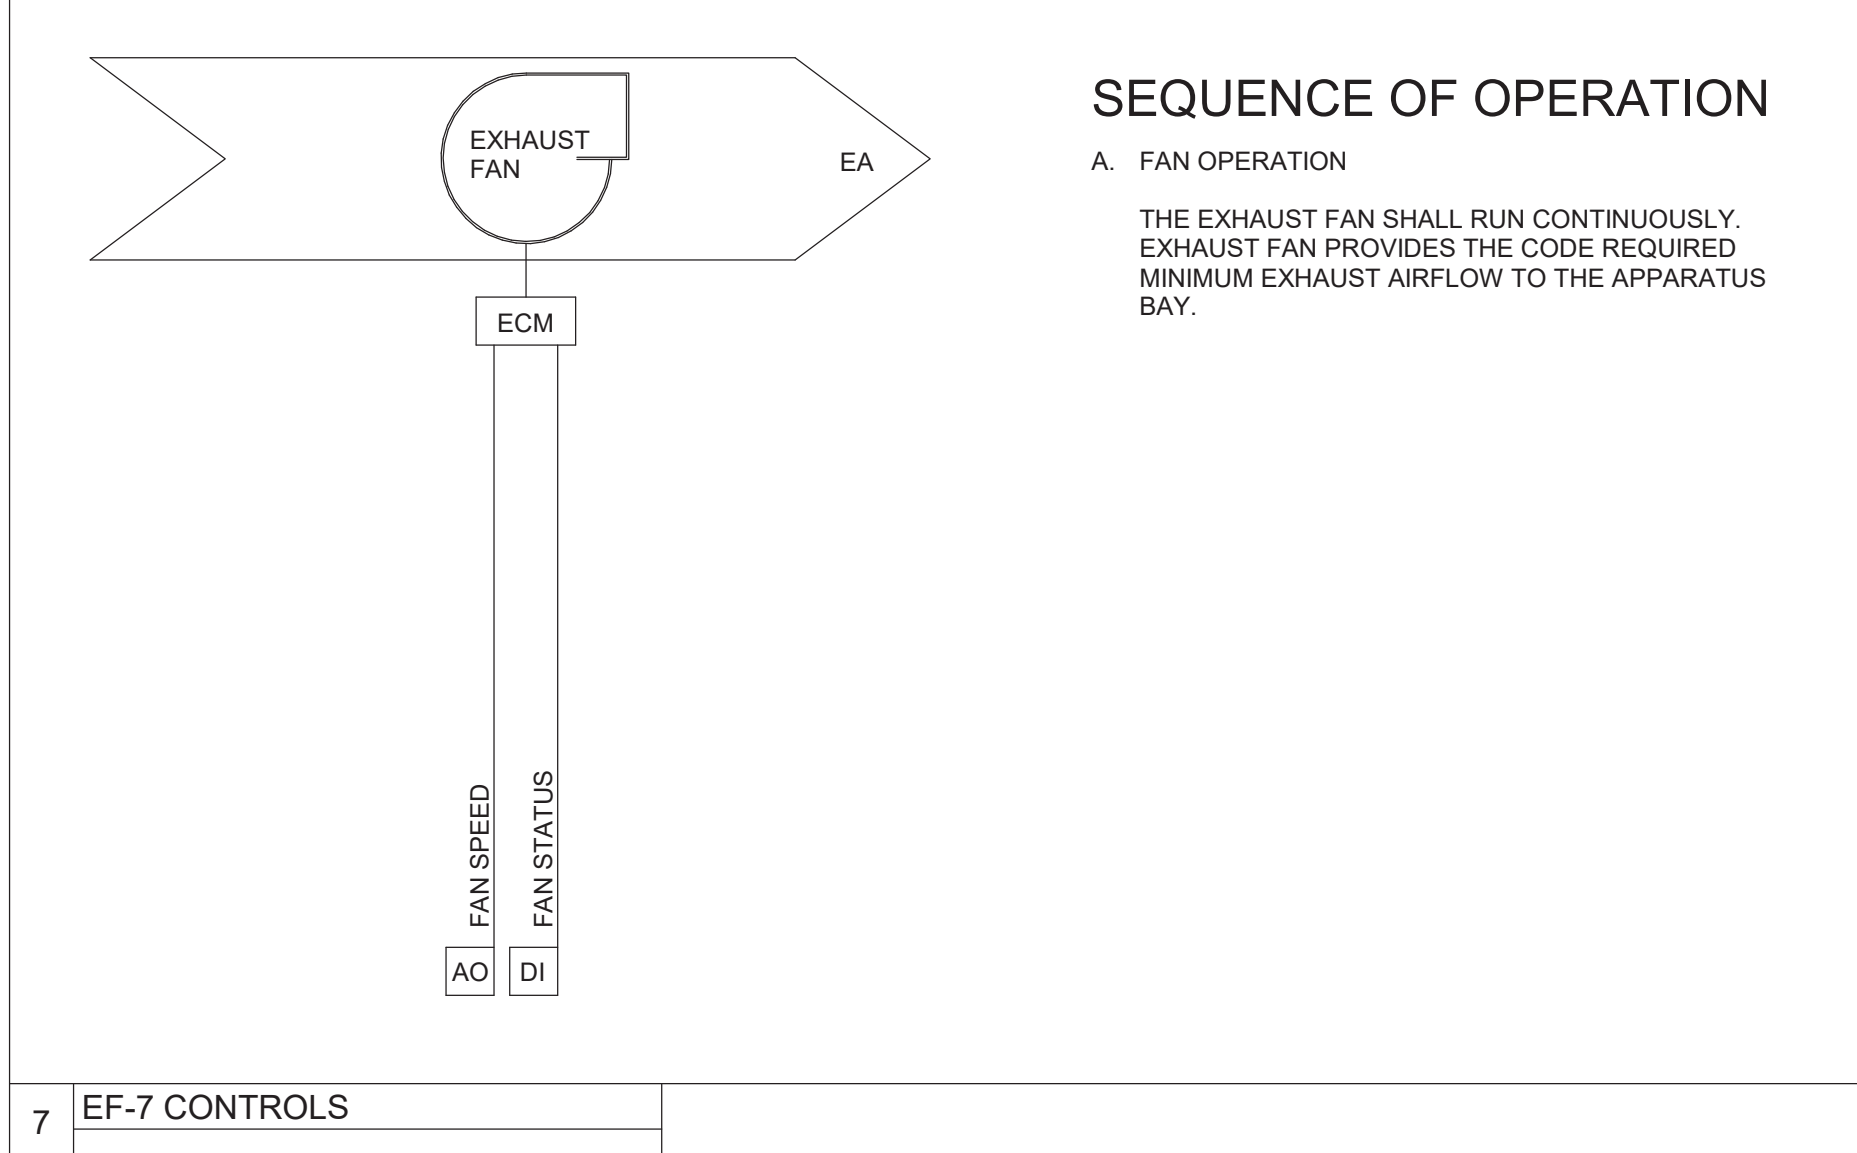 EXHAUST
FAN
EA
ECM
FAN SPEED
FAN STATUS
AO
DI
SEQUENCE OF OPERATION
A. FAN OPERATION
THE EXHAUST FAN SHALL RUN CONTINUOUSLY.
EXHAUST FAN PROVIDES THE CODE REQUIRED
MINIMUM EXHAUST AIRFLOW TO THE APPARATUS
BAY.
7
EF-7 CONTROLS